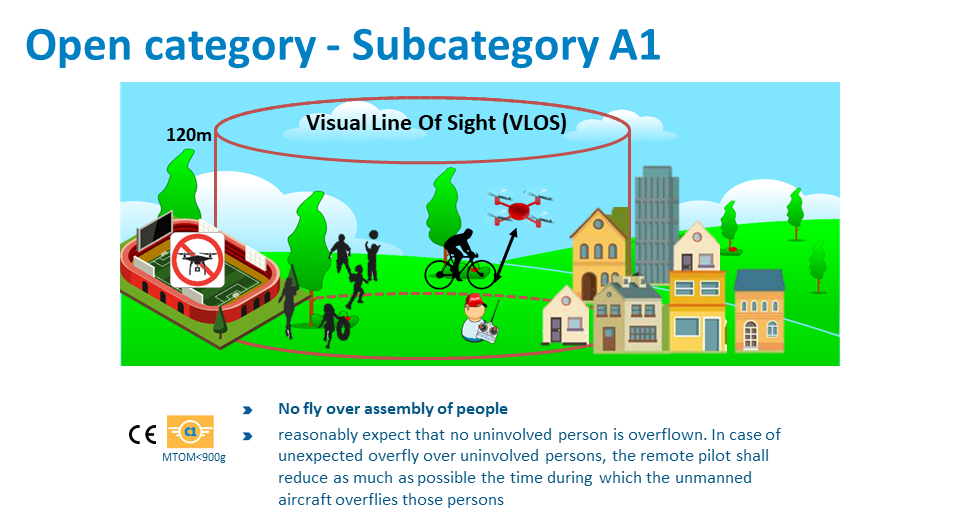 Open category - Subcategory A1
Visual Line Of Sight (VLOS)
120m
No fly over assembly of people
CE C1
MTOM<900g
reasonably expect that no uninvolved person is overflown. In case of
unexpected overfly over uninvolved persons, the remote pilot shall
reduce as much as possible the time during which the unmanned
aircraft overflies those persons